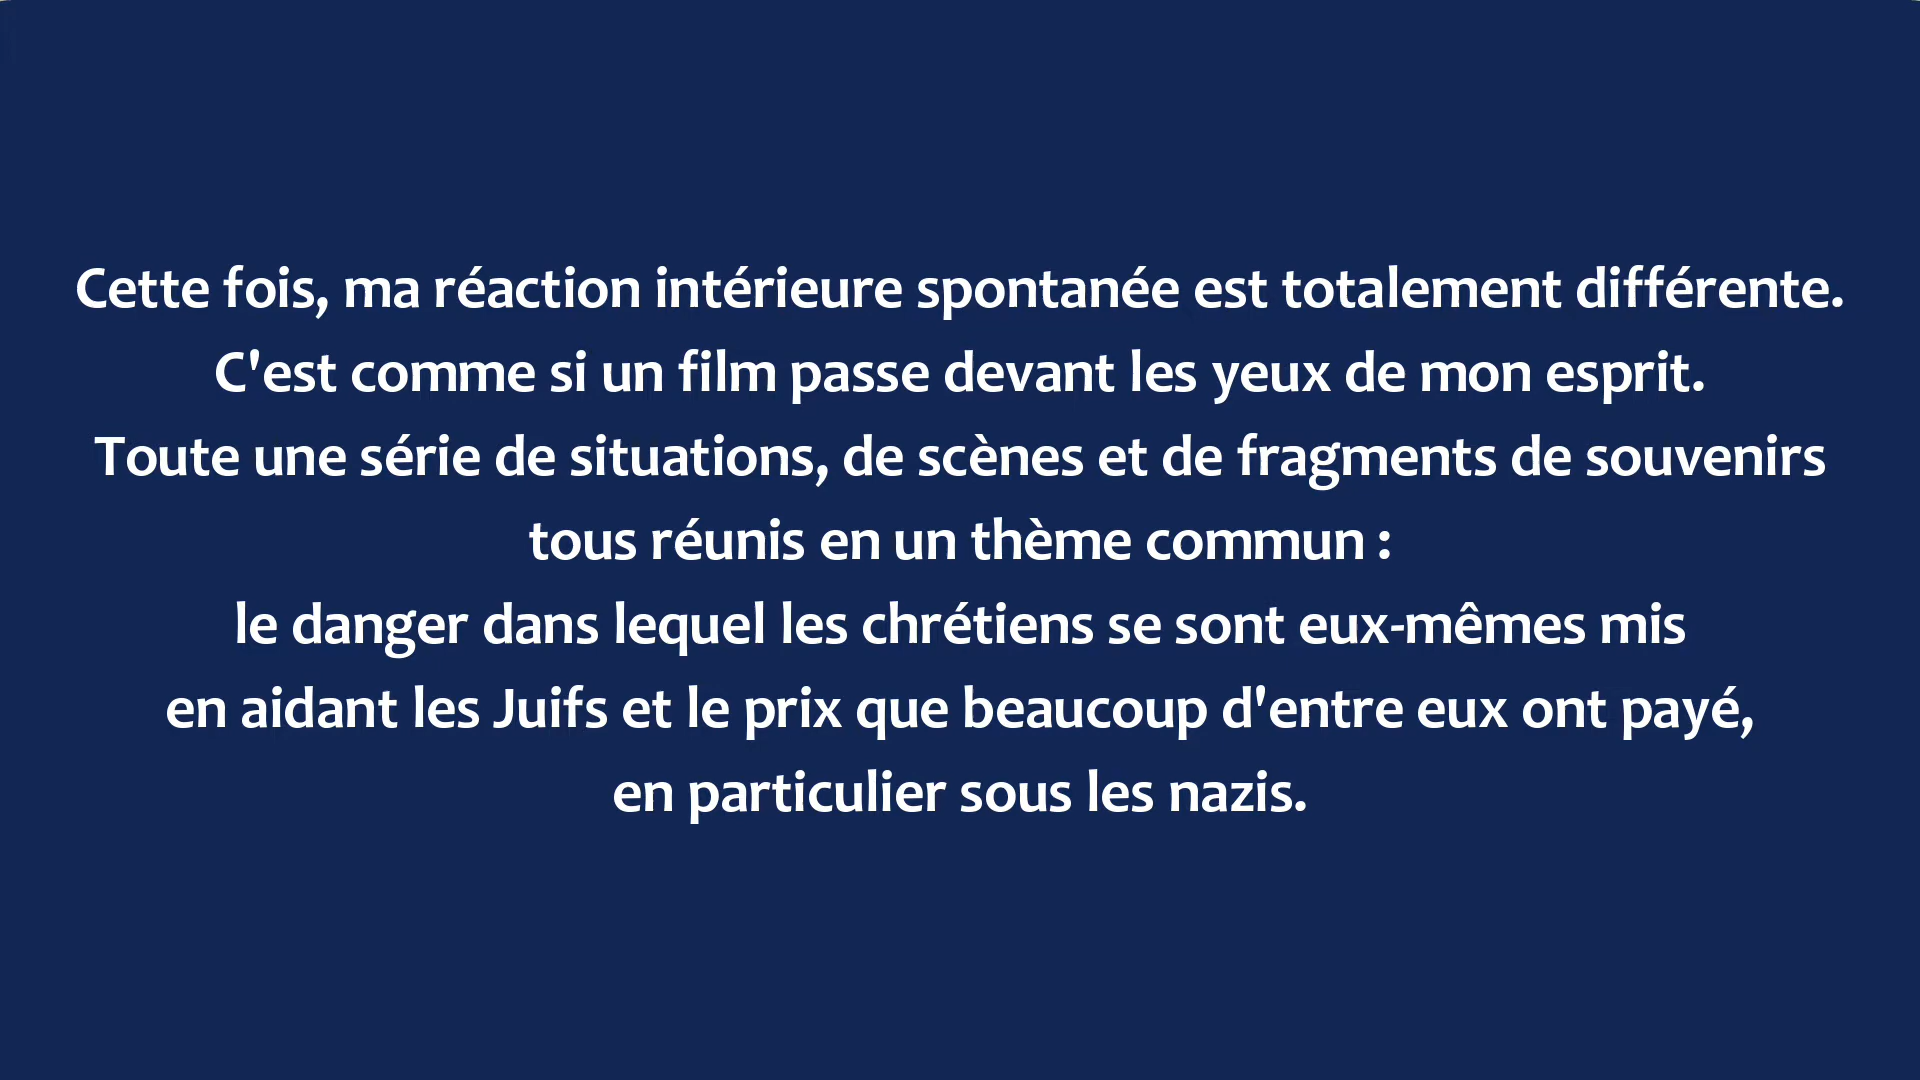 Cette fois, ma réaction intérieure spontanée est totalement différente.
C'est comme si un film passe devant les yeux de mon esprit.
Toute une série de situations, de scènes et de fragments de souvenirs
tous réunis en un thème commun :
le danger dans lequel les chrétiens se sont eux-mêmes mis
en aidant les Juifs et le prix que beaucoup d'entre eux ont payé,
en particulier sous les nazis.